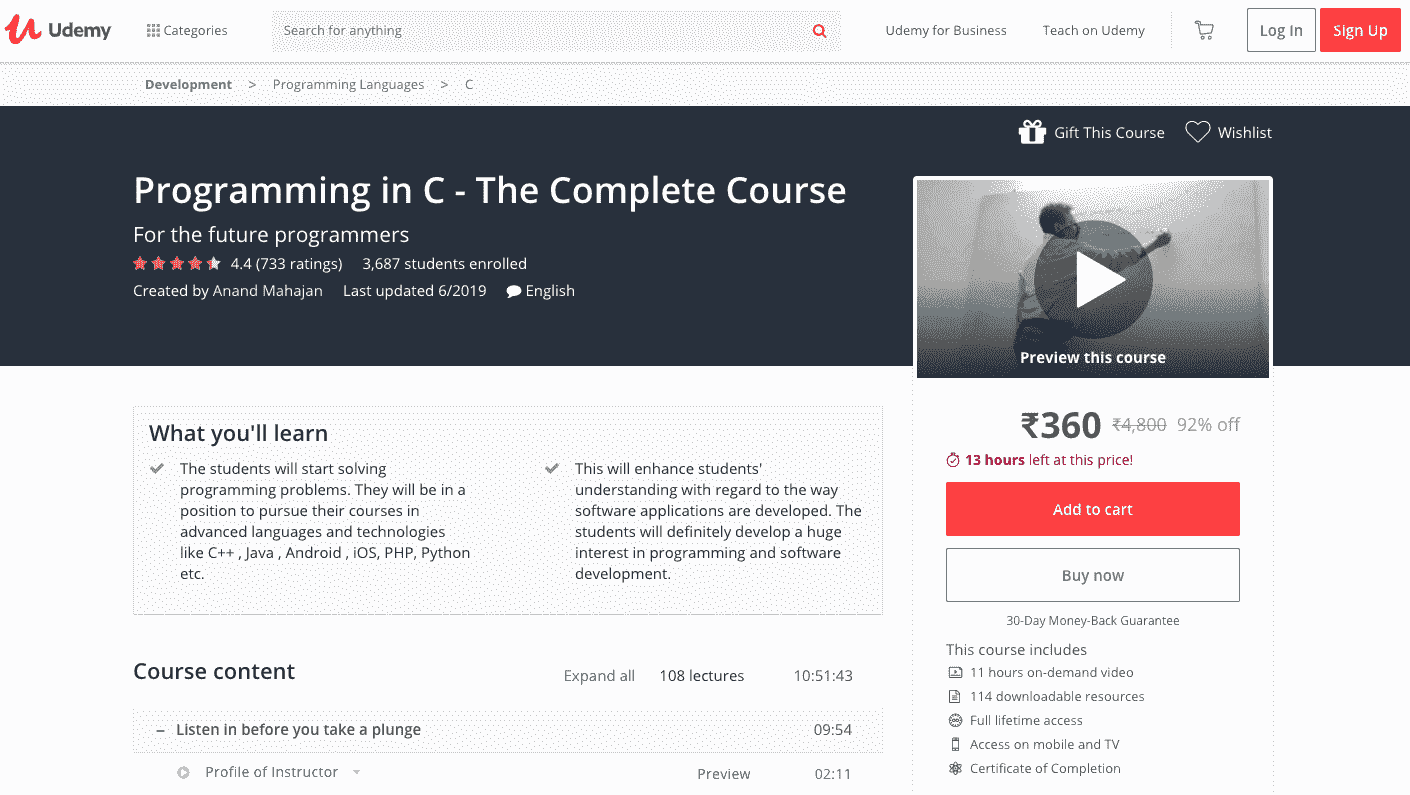 Udemy
Categories
Search for anything
Udemy for Business
Teach on Udemy
Log In
Sign Up
Development > Programming Languages > C
Gift This Course
Wishlist
Programming in C - The Complete Course
For the future programmers
4.4 (733 ratings) 3,687 students enrolled
Created by Anand Mahajan Last updated 6/2019 English
Preview this course
₹360 ₹4,800 92% off
13 hours left at this price!
Add to cart
Buy now
30-Day Money-Back Guarantee
This course includes
11 hours on-demand video
114 downloadable resources
Full lifetime access
Access on mobile and TV
Certificate of Completion
What you'll learn
The students will start solving
programming problems. They will be in a
position to pursue their courses in
advanced languages and technologies
like C++ , Java , Android , iOS, PHP, Python
etc.
This will enhance students'
understanding with regard to the way
software applications are developed. The
students will definitely develop a huge
interest in programming and software
development.
Course content
Expand all 108 lectures 10:51:43
– Listen in before you take a plunge 09:54
Profile of Instructor Preview 02:11